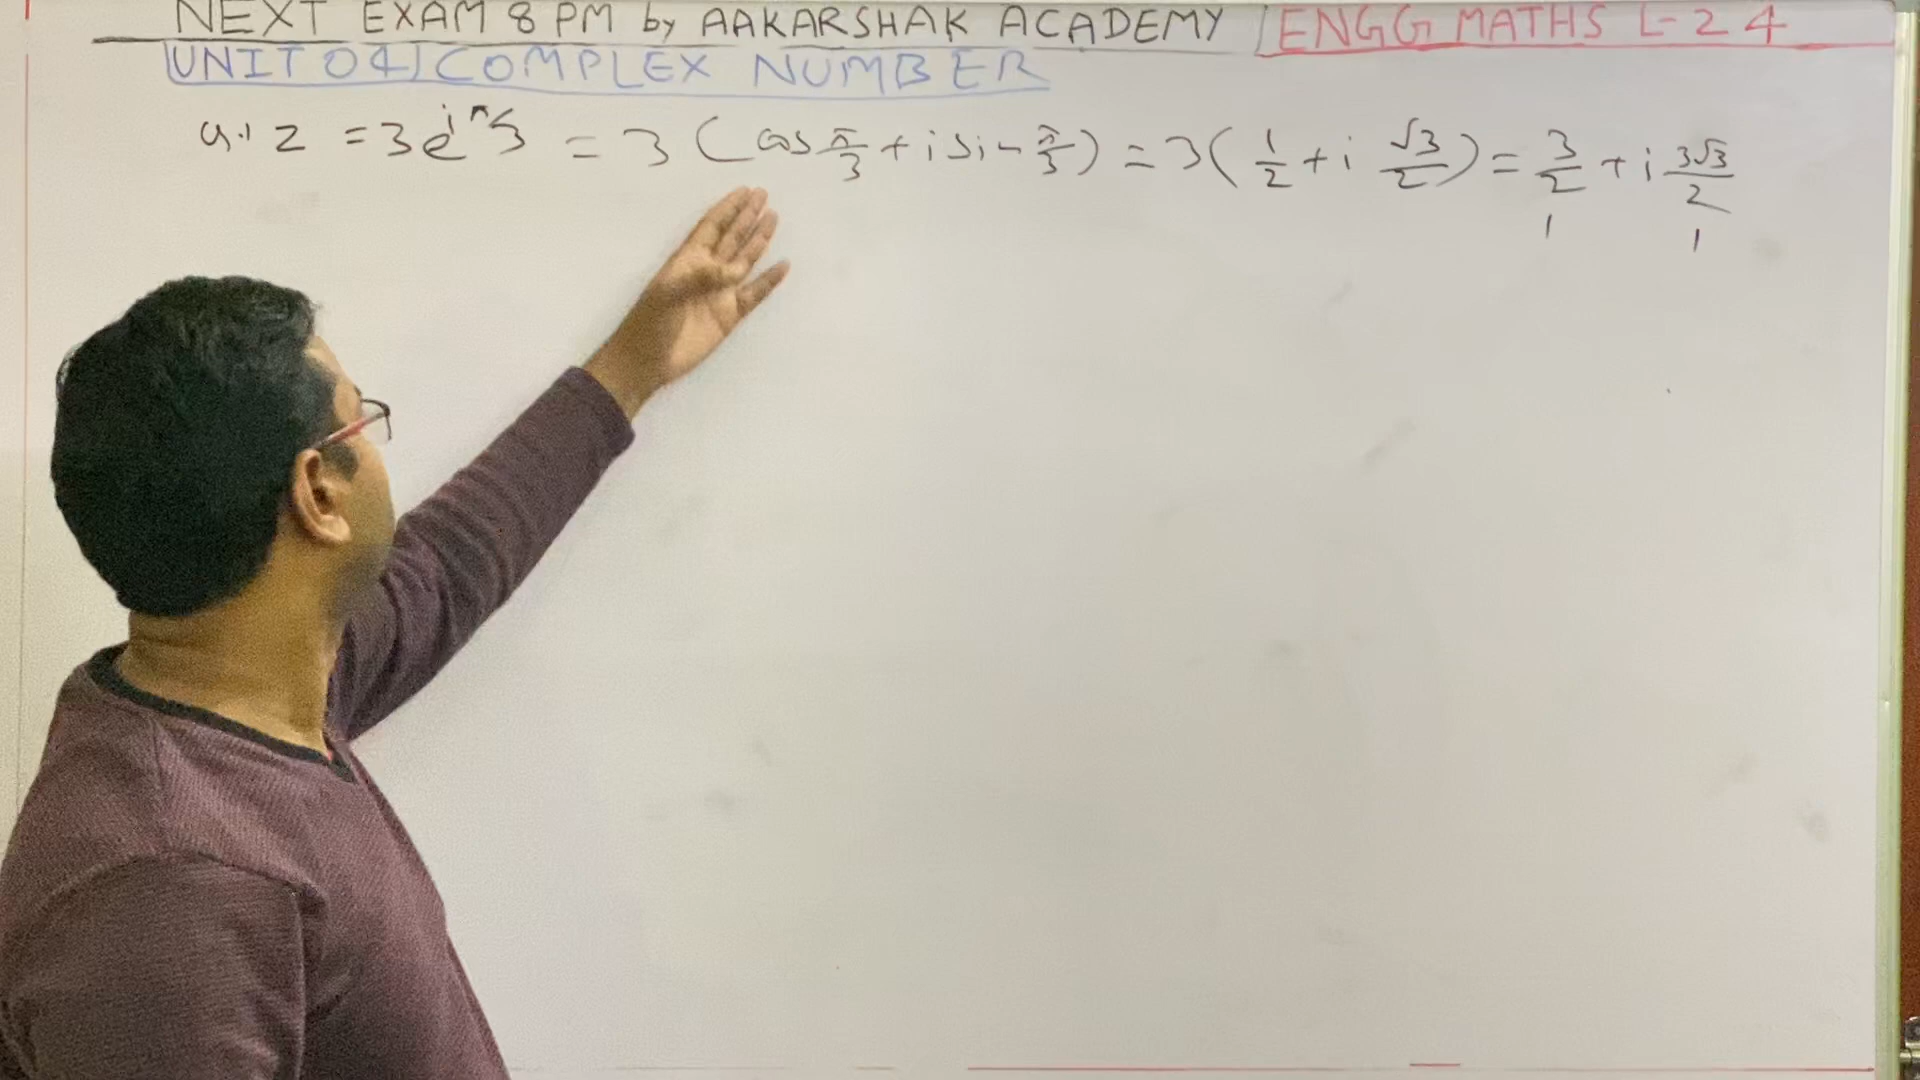 NEXT EXAM 8 PM by AAKARSHAK ACADEMY ENGG MATHS L-24
UNIT 04 COMPLEX NUMBER
z = 3e^{iπ/3} = 3 (cos π/3 + i sin π/3) = 3(1/2 + i √3/2) = 3/2 + i 3√3/2